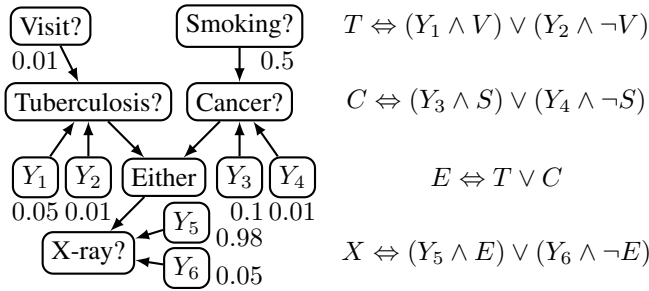 Visit? Smoking? T ⇔ (Y₁ ∧ V) ∨ (Y₂ ∧ ¬V)
0.01 0.5
Tuberculosis? Cancer? C ⇔ (Y₃ ∧ S) ∨ (Y₄ ∧ ¬S)
Y₁ Y₂ Either Y₃ Y₄ E ⇔ T ∨ C
0.05 0.01 0.1 0.01
Y₅ 0.98
X-ray? X ⇔ (Y₅ ∧ E) ∨ (Y₆ ∧ ¬E)
Y₆ 0.05